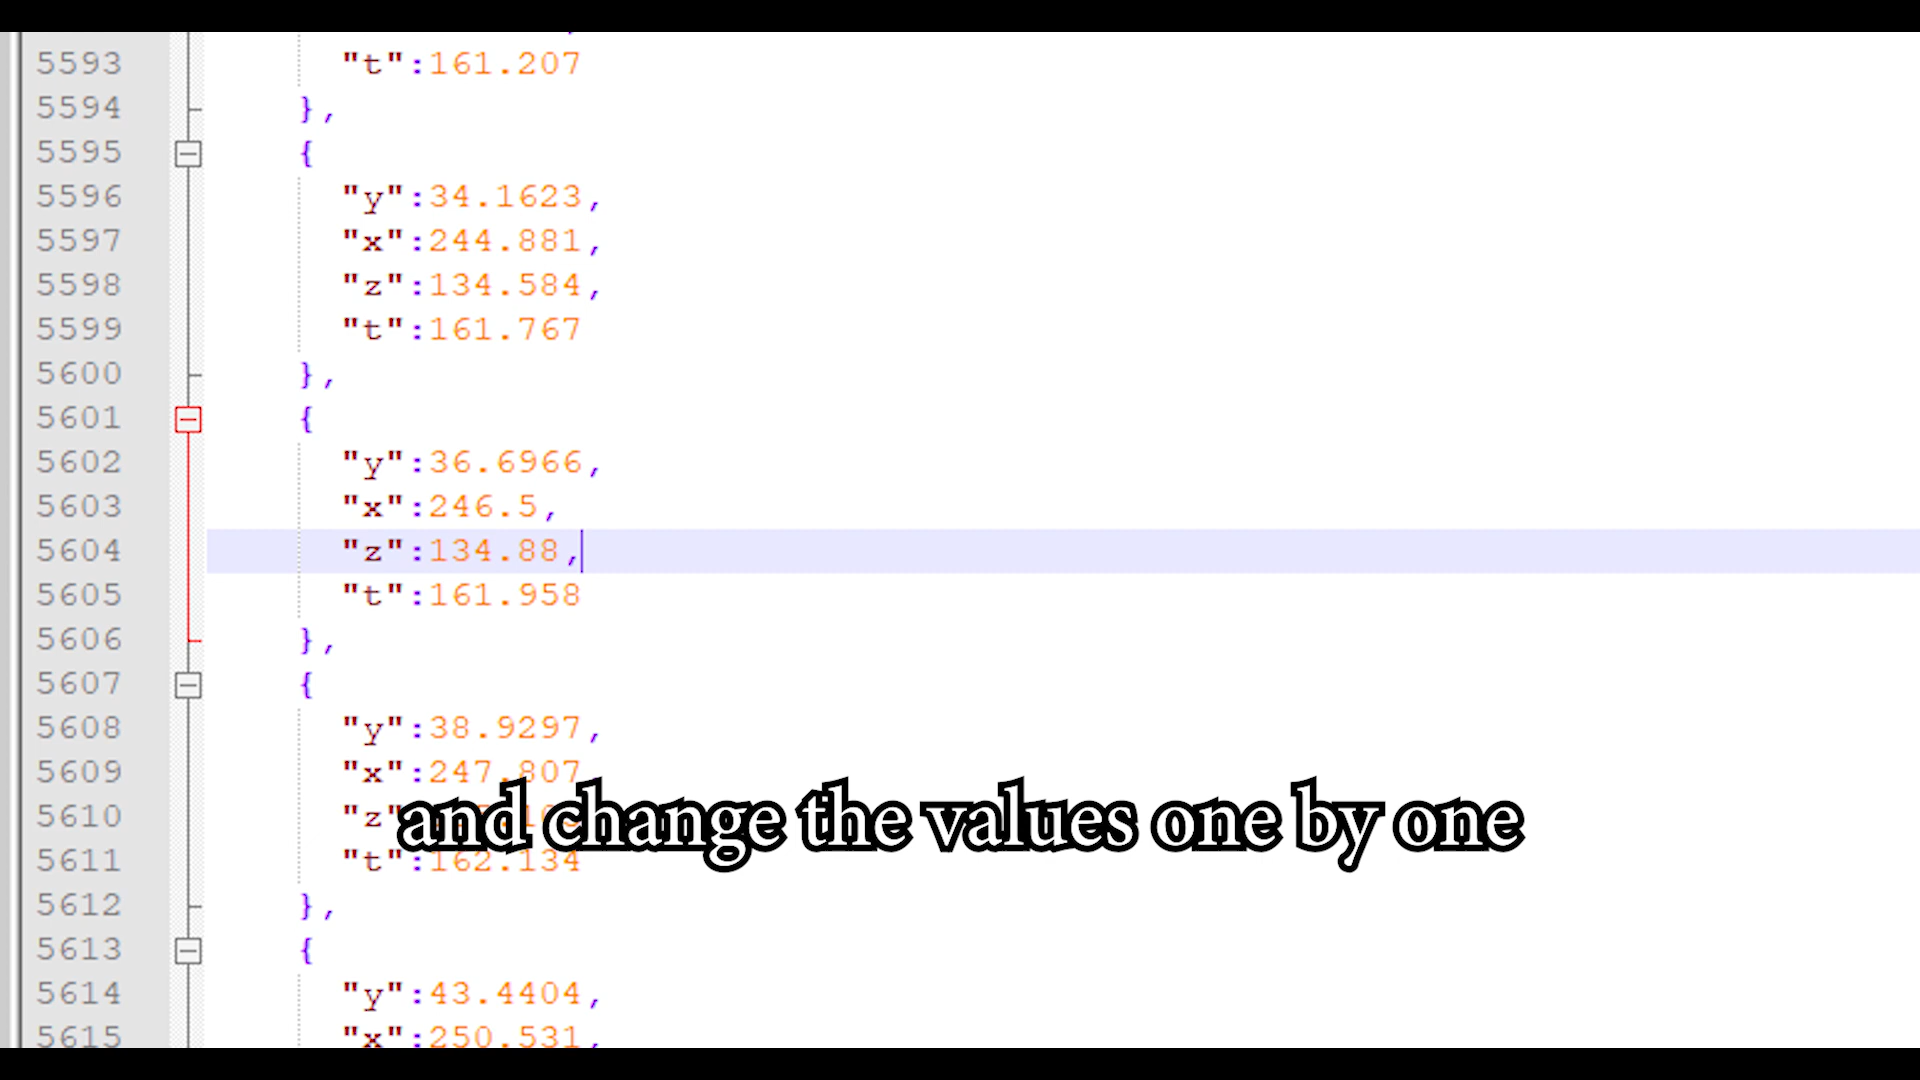 5593 "t":161.207
5594 },
5595 {
5596 "y":34.1623,
5597 "x":244.881,
5598 "z":134.584,
5599 "t":161.767
5600 },
5601 {
5602 "y":36.6966,
5603 "x":246.5,
5604 "z":134.88,
5605 "t":161.958
5606 },
5607 {
5608 "y":38.9297,
5609 "x":247.807
5610 "z"
and change the values one by one
5611 "t":162.134
5612 },
5613 {
5614 "y":43.4404,
5615 "x":250.531,